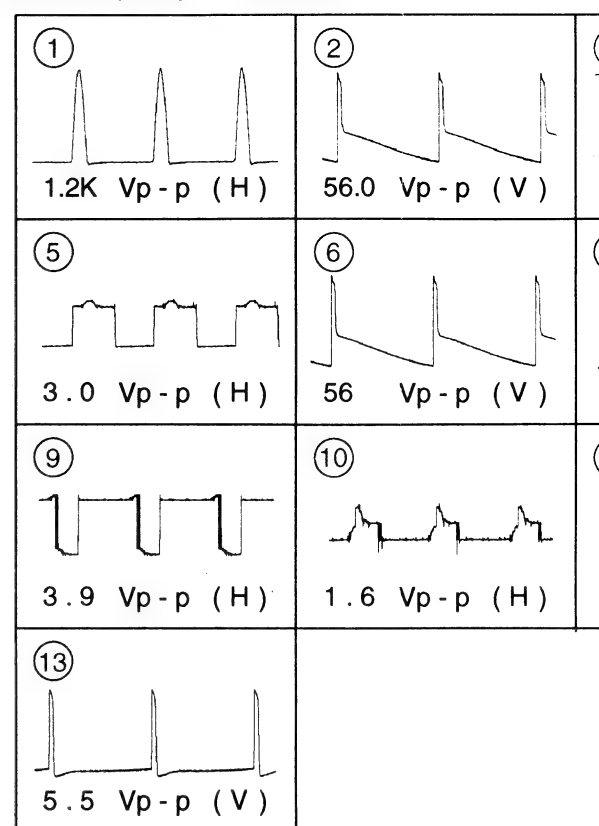 ① ②
1.2K Vp-p (H) 56.0 Vp-p (V)
⑤ ⑥
3.0 Vp-p (H) 56 Vp-p (V)
⑨ ⑩
3.9 Vp-p (H) 1.6 Vp-p (H)
⑬
5.5 Vp-p (V)